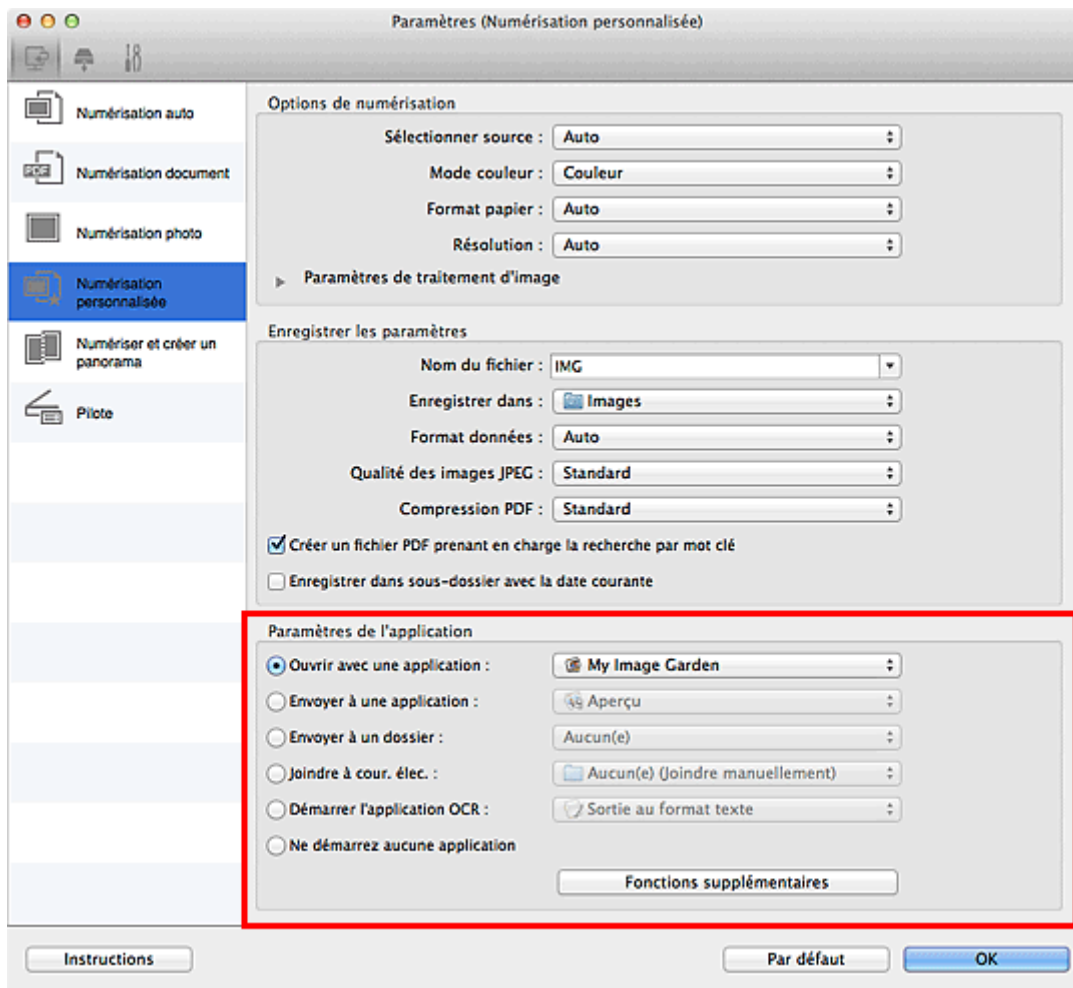 Paramètres (Numérisation personnalisée)
Numérisation auto
Numérisation document
Numérisation photo
Numérisation
personnalisée
Numériser et créer un
panorama
Pilote
Options de numérisation
Sélectionner source : Auto
Mode couleur : Couleur
Format papier : Auto
Résolution : Auto
Paramètres de traitement d'image
Enregistrer les paramètres
Nom du fichier : IMG
Enregistrer dans : Images
Format données : Auto
Qualité des images JPEG : Standard
Compression PDF : Standard
Créer un fichier PDF prenant en charge la recherche par mot clé
Enregistrer dans sous-dossier avec la date courante
Paramètres de l'application
Ouvrir avec une application : My Image Garden
Envoyer à une application : Aperçu
Envoyer à un dossier : Aucun(e)
Joindre à cour. élec. : Aucun(e) (Joindre manuellement)
Démarrer l'application OCR : Sortie au format texte
Ne démarrez aucune application
Fonctions supplémentaires
Instructions
Par défaut
OK